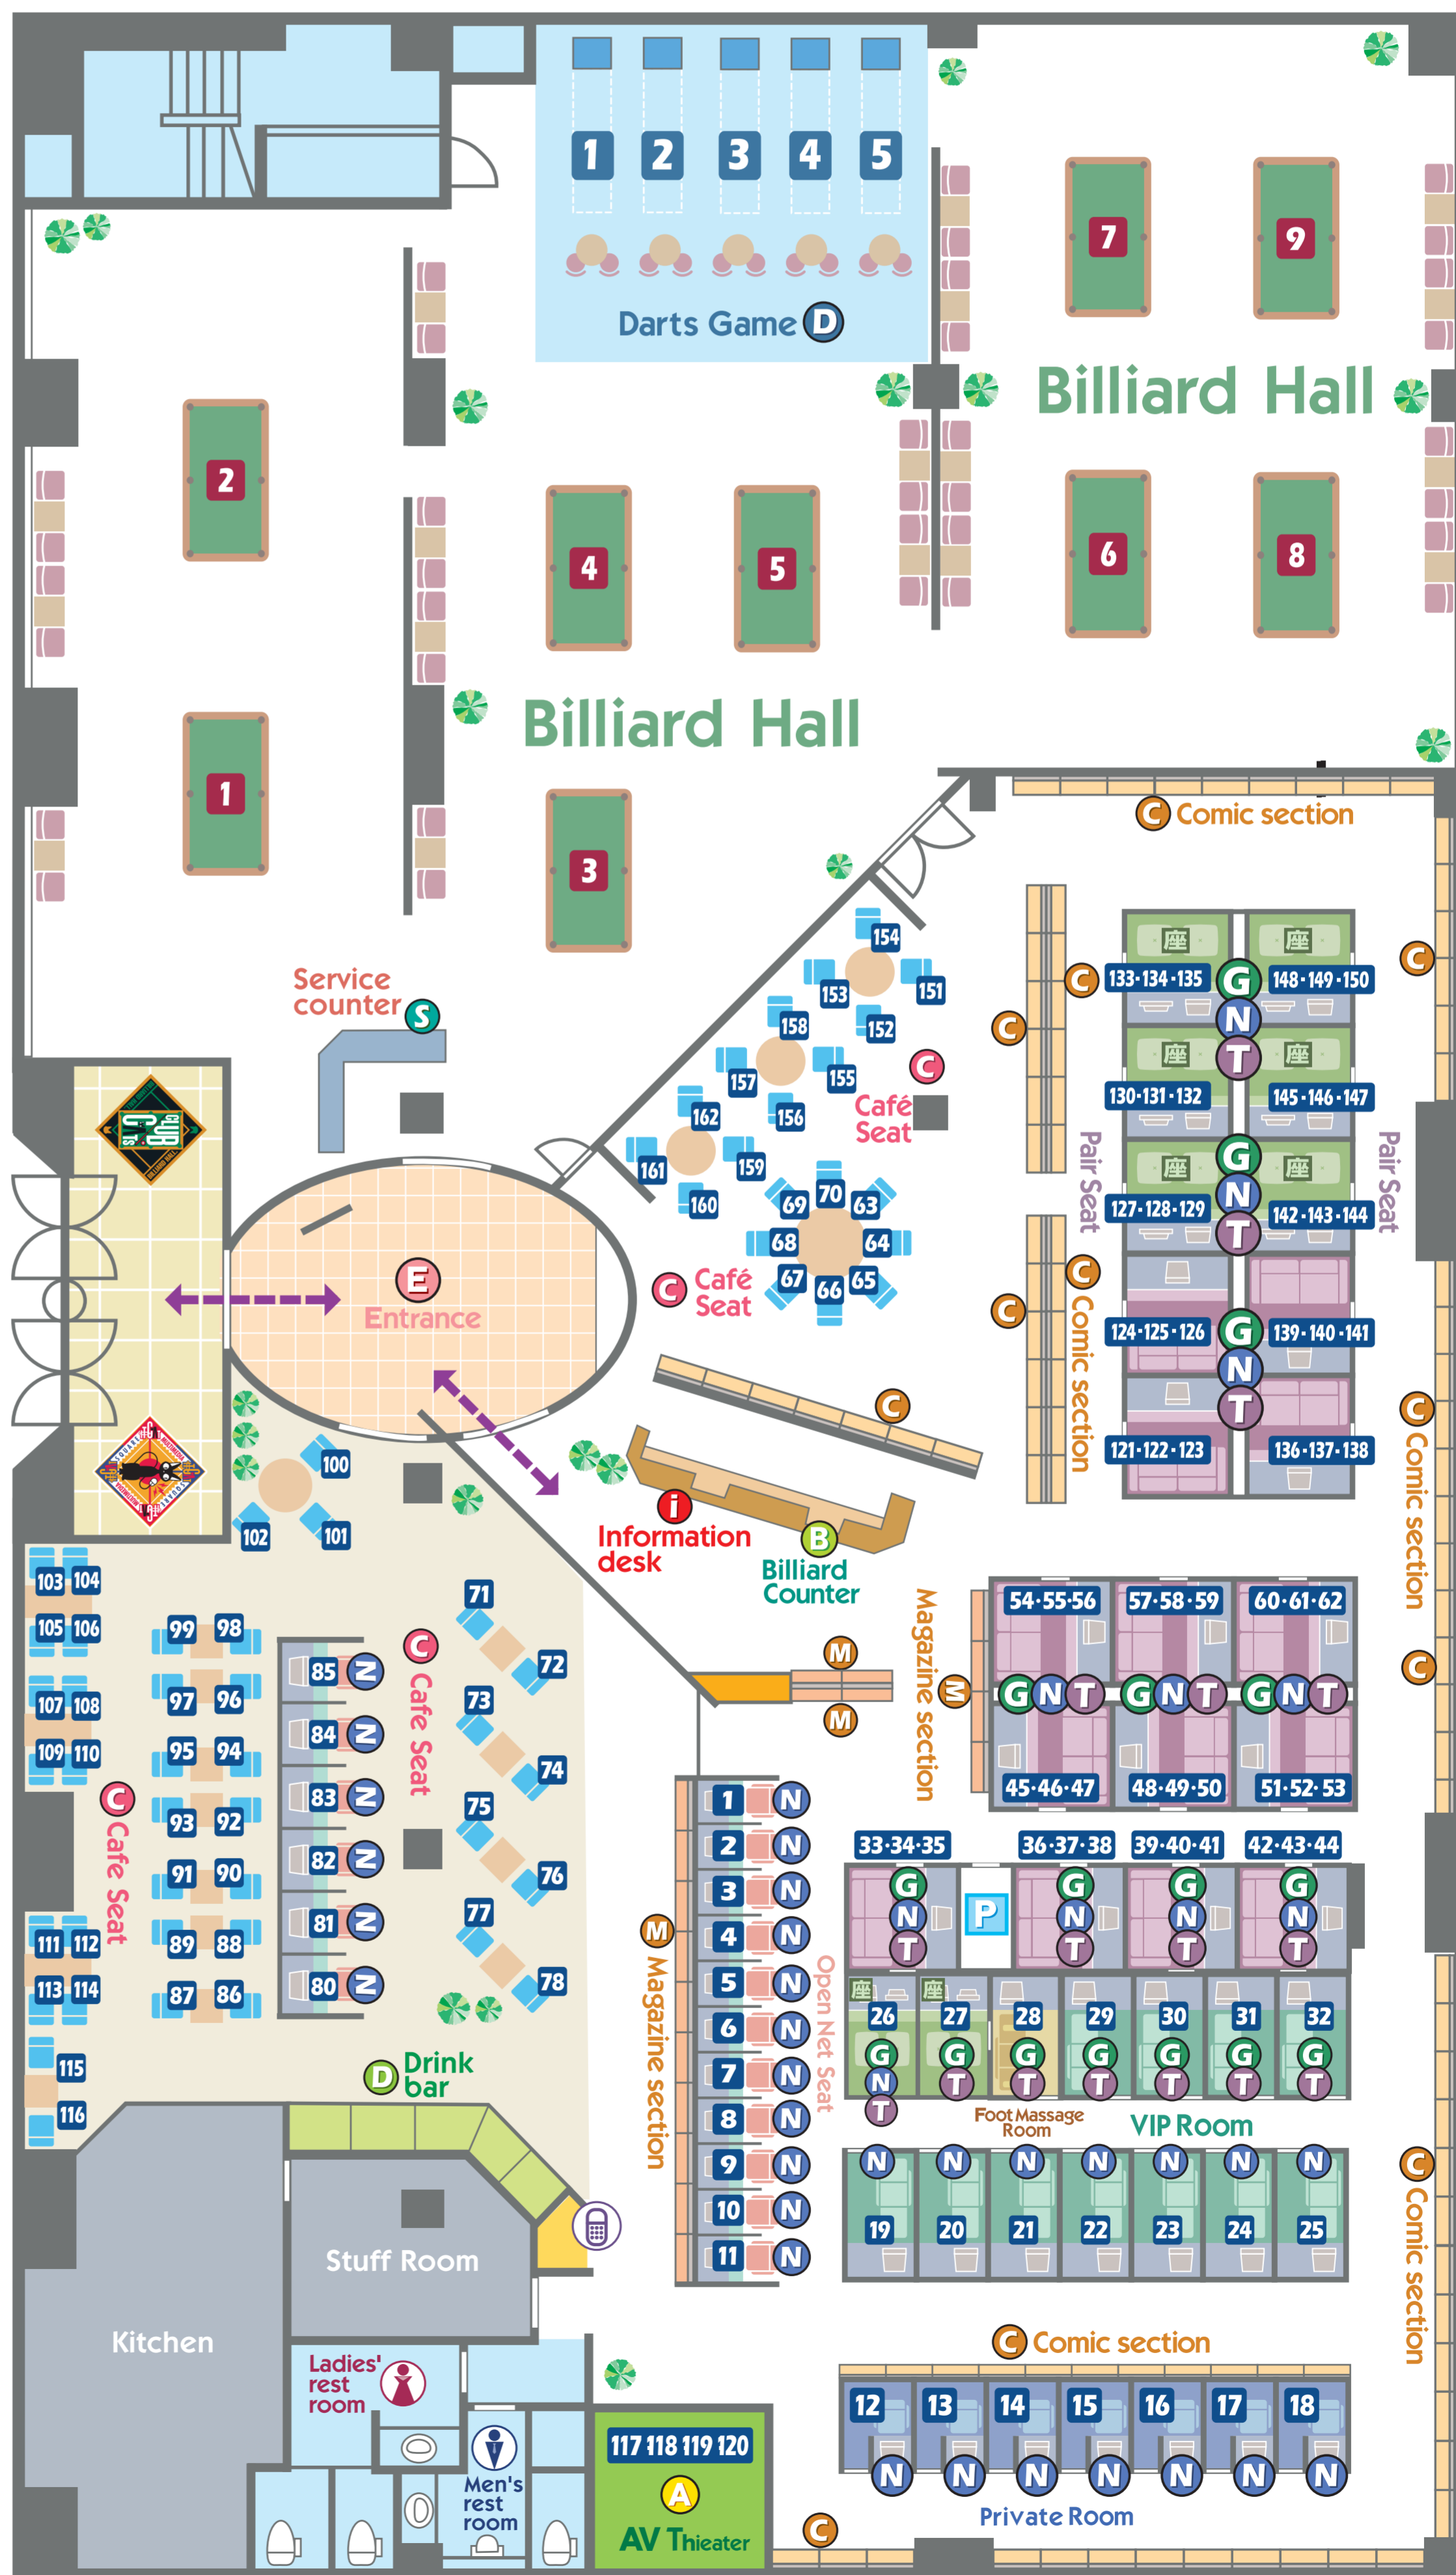 1 2 3 4 5
Darts Game D
7 9
Billiard Hall
2
4 5 6 8
Billiard Hall
1
3
C Comic section
Service
counter S
154
153 151
158 152
157 155
162 156
161 159
160
C
Café
Seat
C
C
C
133·134·135 148·149·150
座 座
G
N
T
130·131·132 145·146·147
座 座
127·128·129 142·143·144
座 座
G
N
T
Pair Seat
Pair Seat
124·125·126 139·140·141
G
N
T
121·122·123 136·137·138
69 70 63
68 64
67 66 65
C Café
Seat
E
Entrance
C
C
C Comic section
C Comic section
C
100
102 101
i
Information
desk
B
Billiard
Counter
103 104
105 106
107 108
109 110
C Cafe Seat
111 112
113 114
115
116
99 98
97 96
95 94
93 92
91 90
89 88
87 86
85 N
84 N
83 N
82 N
81 N
80 N
C Cafe Seat
71
72
73
74
75
76
77
78
D Drink
bar
M
M
M
Magazine section
54·55·56 57·58·59 60·61·62
G N T G N T G N T
45·46·47 48·49·50 51·52·53
1 N
2 N
3 N
4 N
5 N
6 N
7 N
8 N
9 N
10 N
11 N
M Magazine section
Open Net Seat
33·34·35 36·37·38 39·40·41 42·43·44
G G G G
N P N N N
T T T T
座 座
26 27 28 29 30 31 32
G G G G G G G
N T T T T T T
T
Foot Massage
Room
VIP Room
N N N N N N N
19 20 21 22 23 24 25
C Comic section
C Comic section
12 13 14 15 16 17 18
N N N N N N N
Private Room
C
Stuff Room
Kitchen
Ladies'
rest
room
Men's
rest
room
117 118 119 120
A
AV Thieater